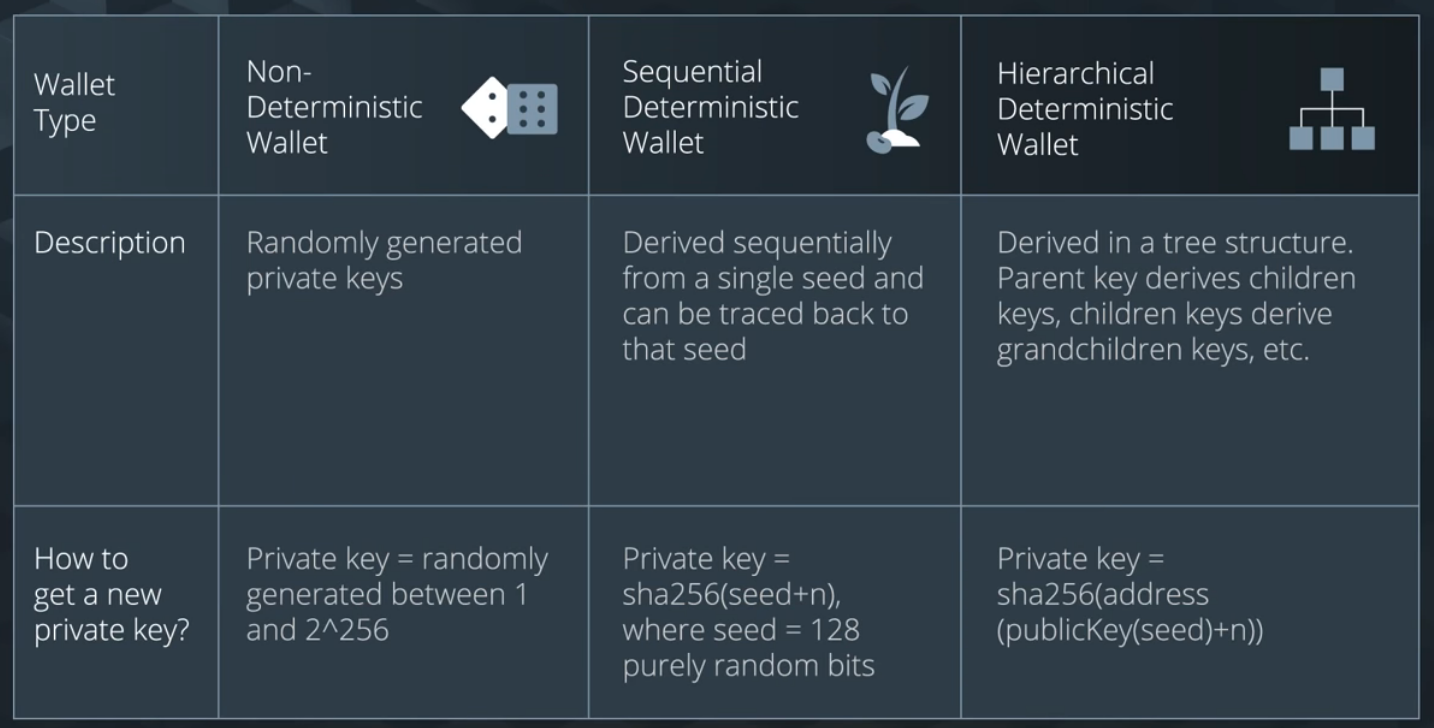 Wallet
Type
Non-
Deterministic
Wallet
Sequential
Deterministic
Wallet
Hierarchical
Deterministic
Wallet
Description
Randomly generated
private keys
Derived sequentially
from a single seed and
can be traced back to
that seed
Derived in a tree structure.
Parent key derives children
keys, children keys derive
grandchildren keys, etc.
How to
get a new
private key?
Private key = randomly
generated between 1
and 2^256
Private key =
sha256(seed+n),
where seed = 128
purely random bits
Private key =
sha256(address
(publicKey(seed)+n))